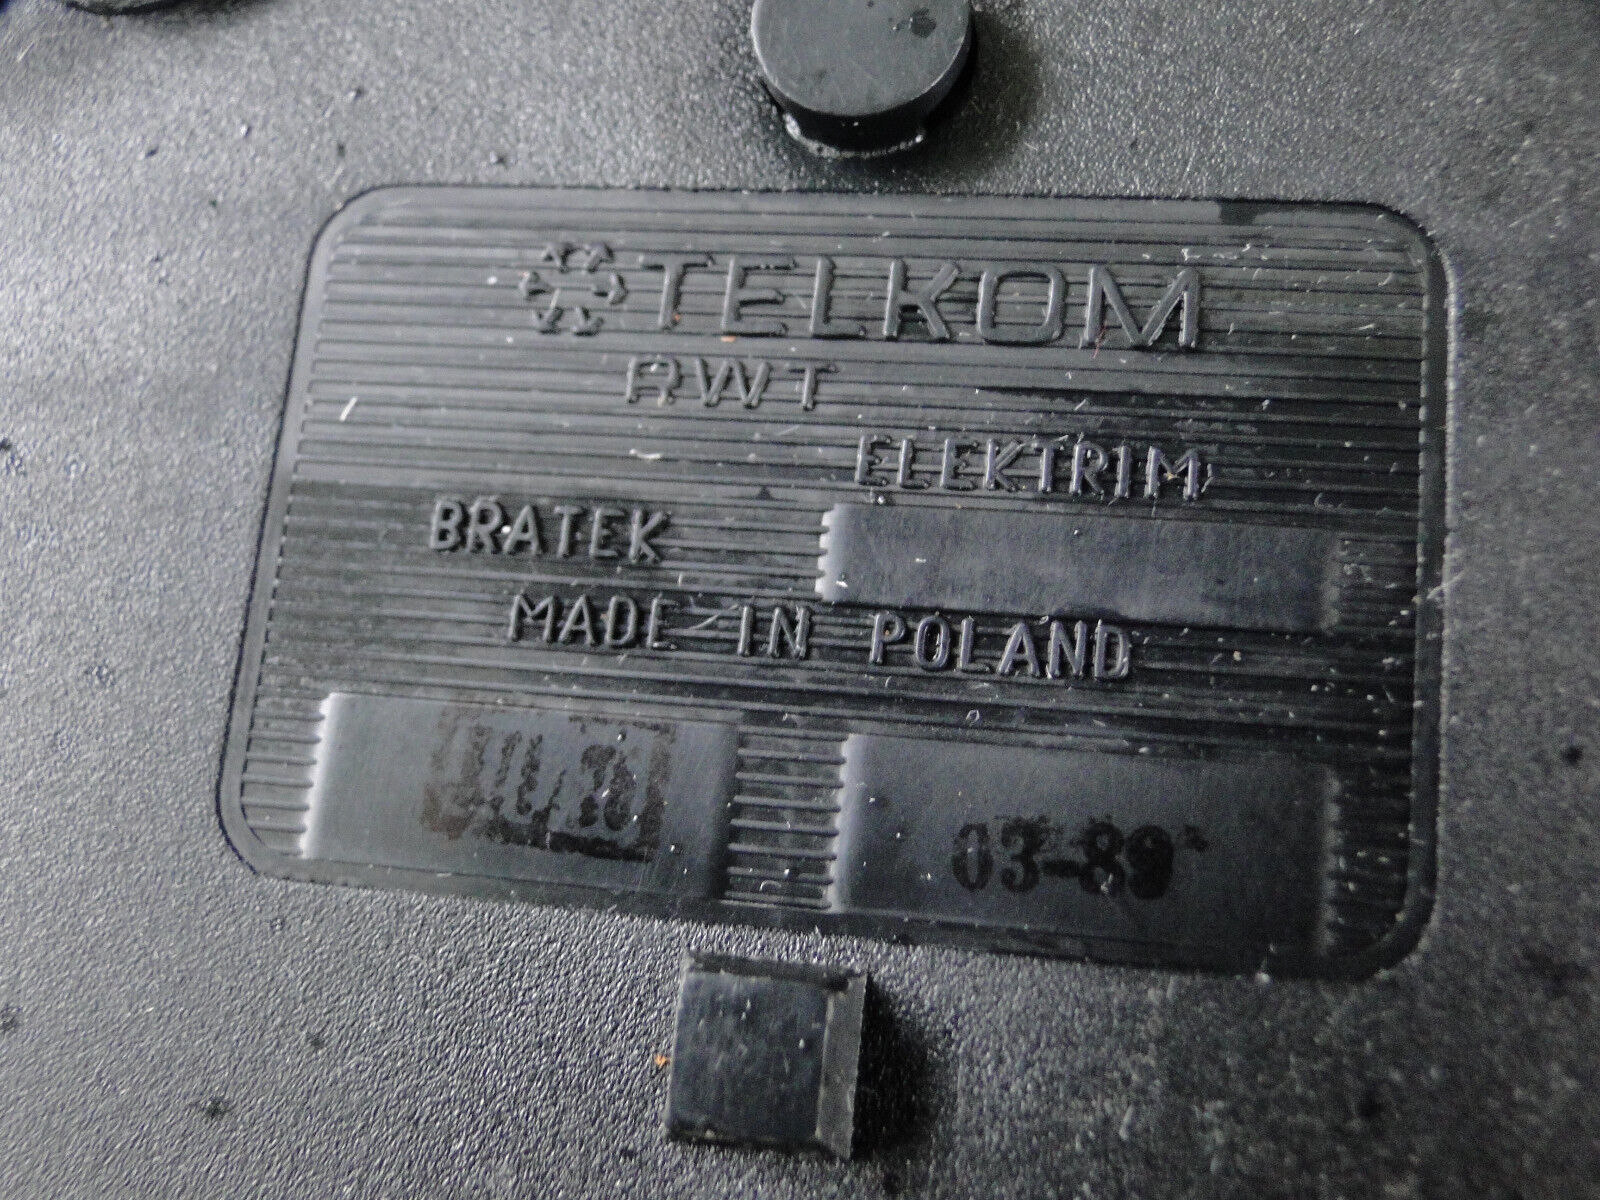 TELKOM
RWT
ELEKTRIM
BRATEK
MADE IN POLAND
03-89